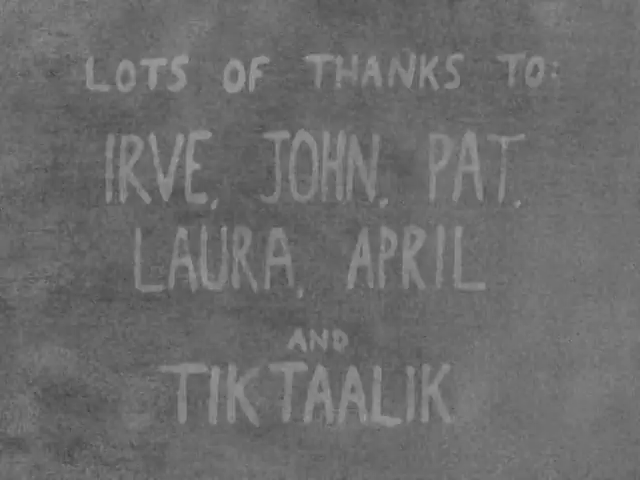 LOTS OF THANKS TO:
IRVE, JOHN, PAT,
LAURA, APRIL
AND
TIKTAALIK